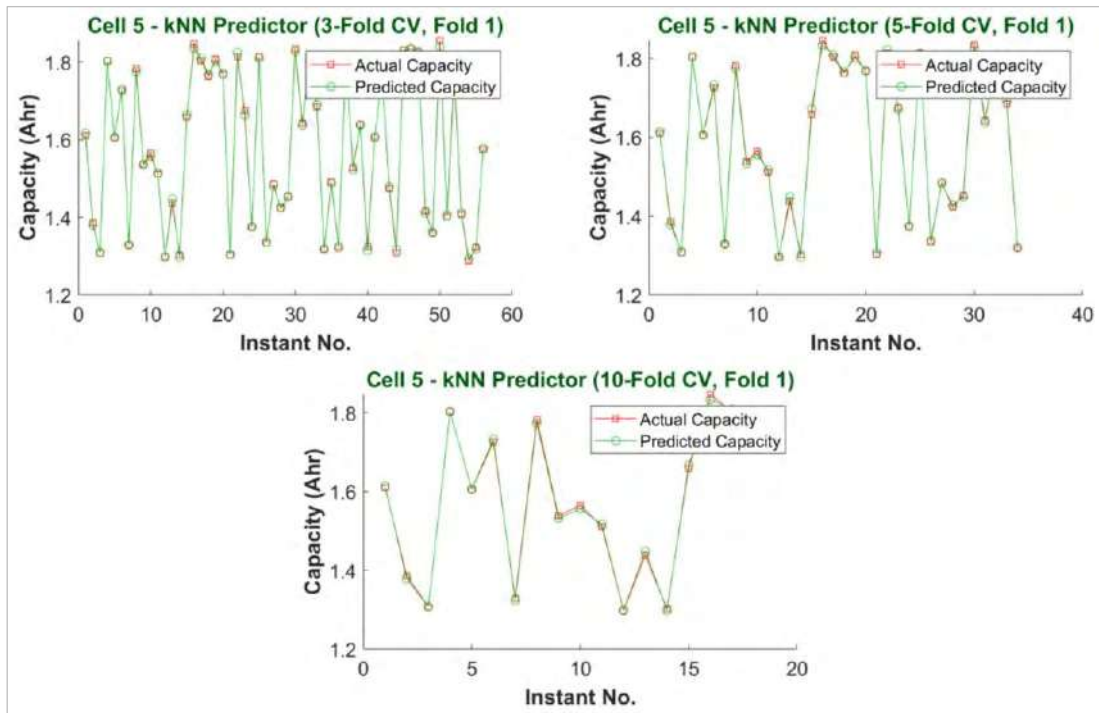 Cell 5 - kNN Predictor (3-Fold CV, Fold 1)
Capacity (Ahr)
1.8
1.6
1.4
1.2
Actual Capacity
Predicted Capacity
0 10 20 30 40 50 60
Instant No.
Cell 5 - kNN Predictor (5-Fold CV, Fold 1)
Capacity (Ahr)
1.8
1.6
1.4
1.2
Actual Capacity
Predicted Capacity
0 10 20 30 40
Instant No.
Cell 5 - kNN Predictor (10-Fold CV, Fold 1)
Capacity (Ahr)
1.8
1.6
1.4
1.2
Actual Capacity
Predicted Capacity
0 5 10 15 20
Instant No.